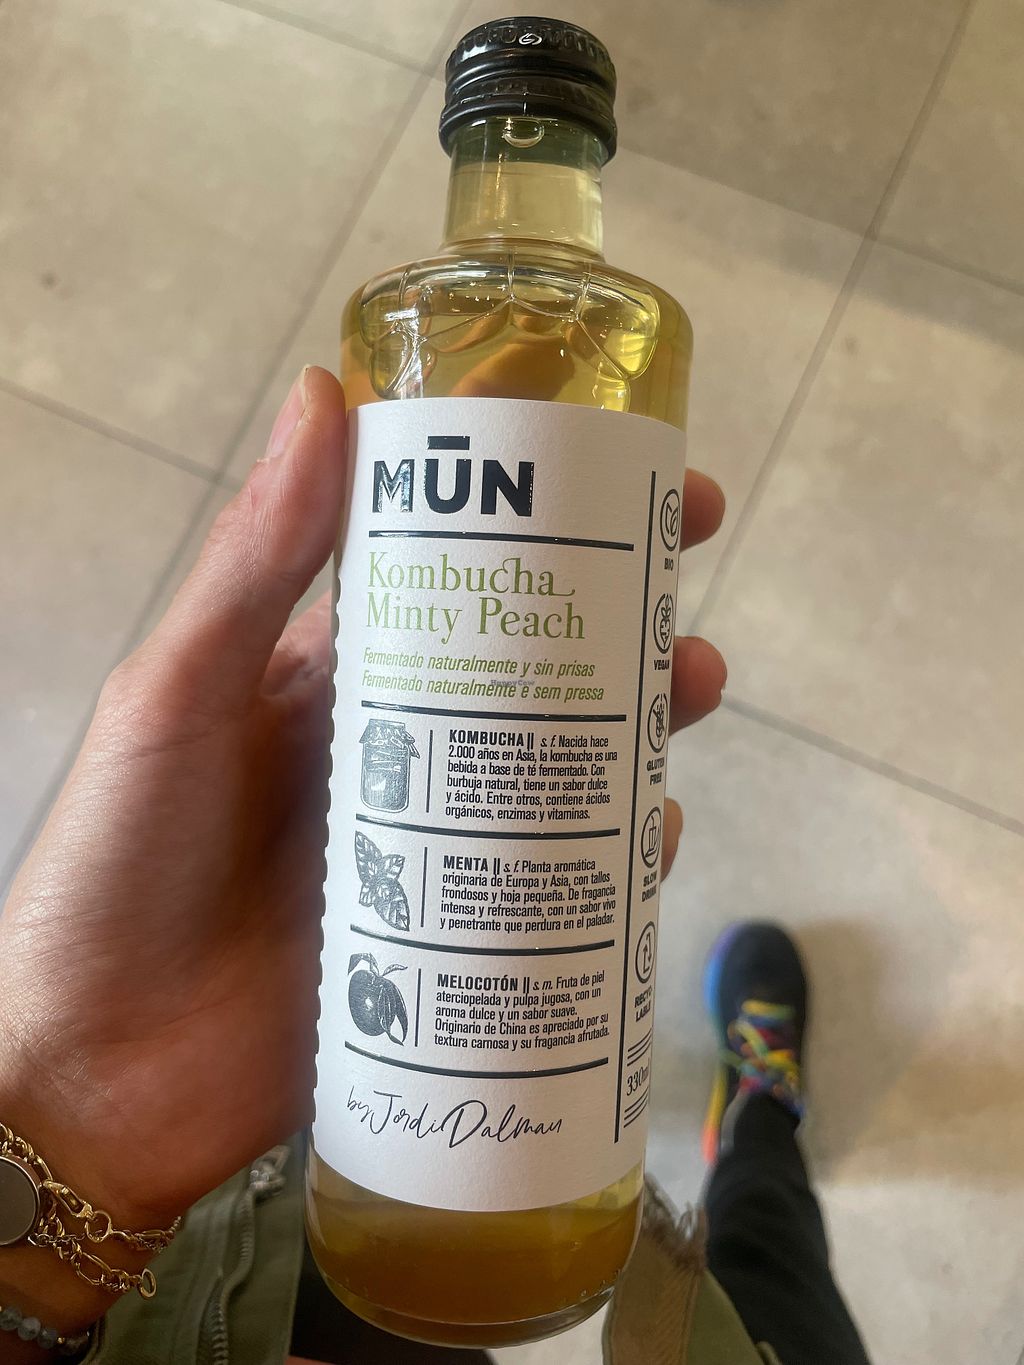 MŪN
Kombucha
Minty Peach
Fermentado naturalmente y sin prisas
Fermentado naturalmente e sem pressa
HappyCow
KOMBUCHA || s. f. Nacida hace
2.000 años en Asia, la kombucha es una
bebida a base de té fermentado. Con
burbuja natural, tiene un sabor dulce
y ácido. Entre otros, contiene ácidos
orgánicos, enzimas y vitaminas.
MENTA || s. f. Planta aromática
originaria de Europa y Asia, con tallos
frondosos y hoja pequeña. De fragancia
intensa y refrescante, con un sabor vivo
y penetrante que perdura en el paladar.
MELOCOTÓN || s. m. Fruta de piel
aterciopelada y pulpa jugosa, con un
aroma dulce y un sabor suave.
Originario de China es apreciado por su
textura carnosa y su fragancia afrutada.
by Jordi Dalmau
BIO
VEGAN
GLUTEN
FREE
SLOW
DRINK
RECYC-
LABLE
330ml